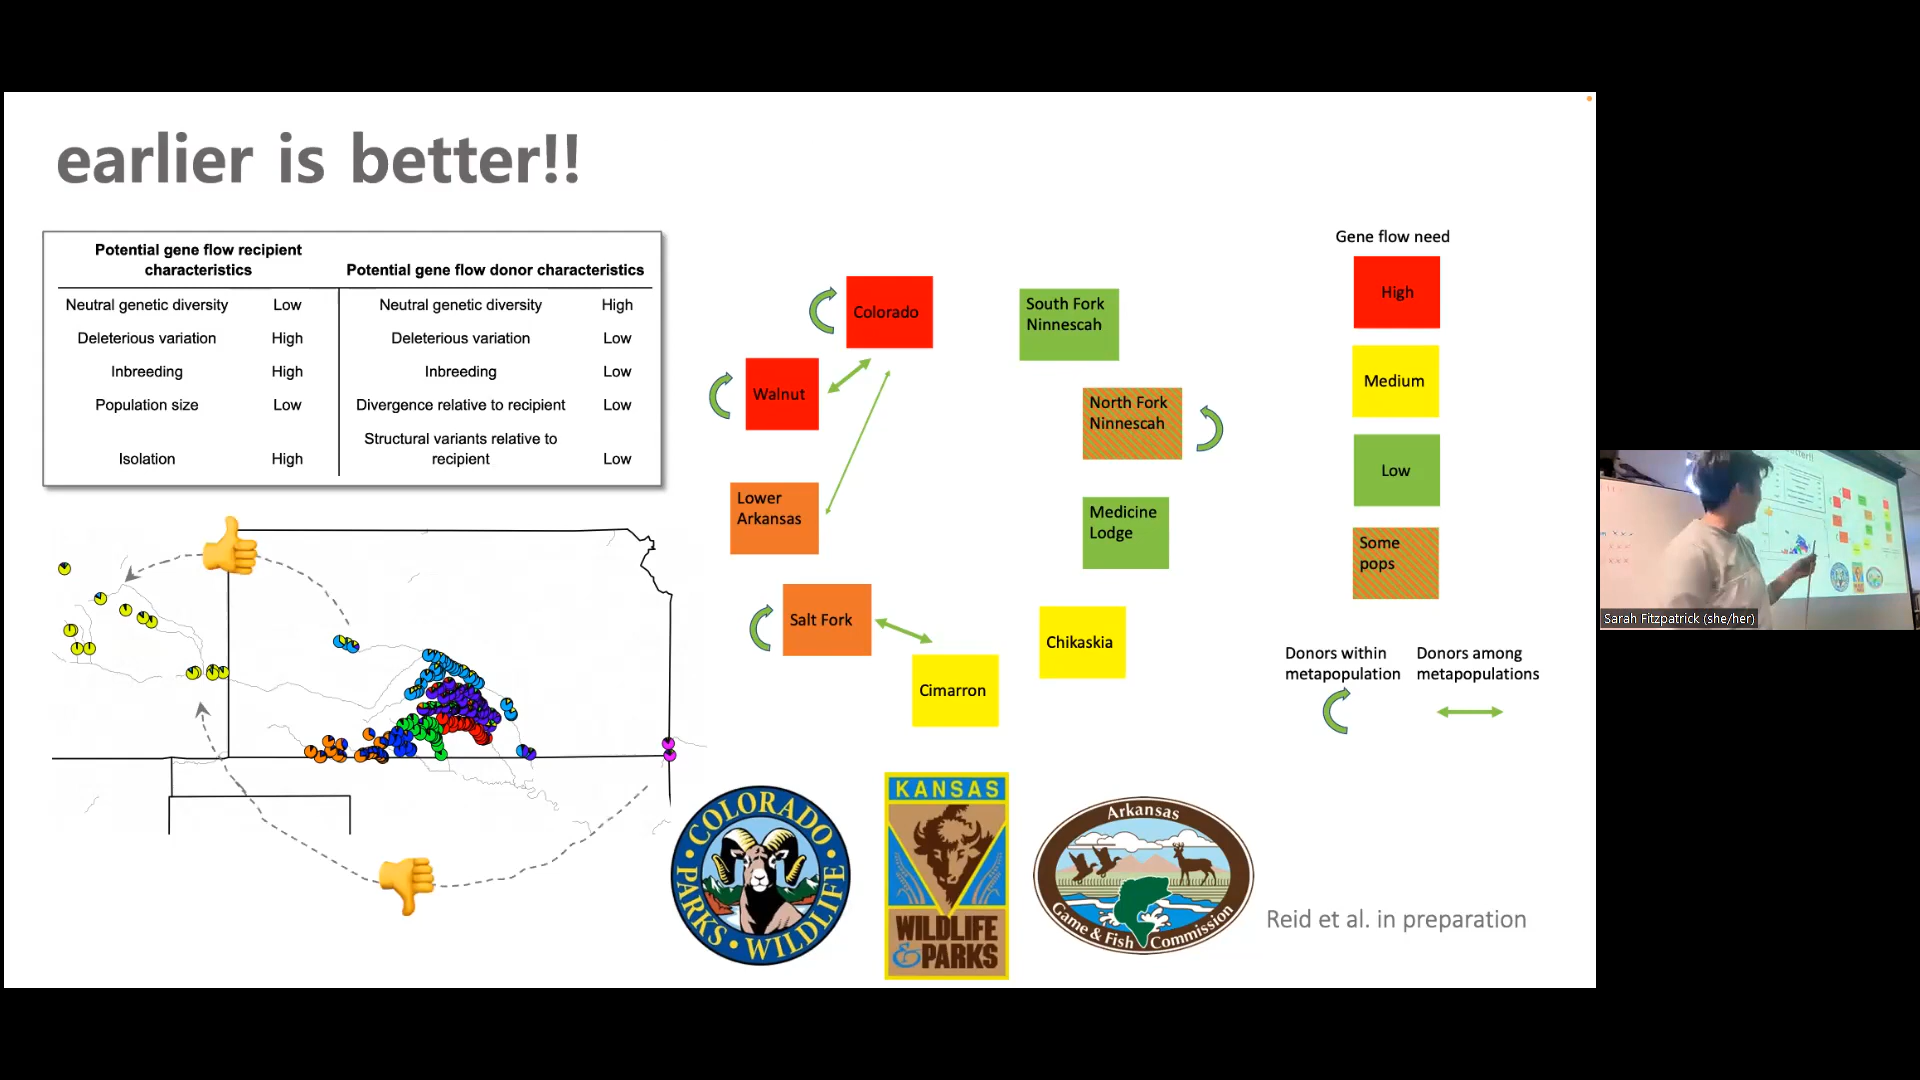 earlier is better!!
Potential gene flow recipient
characteristics
Potential gene flow donor characteristics
Neutral genetic diversity Low Neutral genetic diversity High
Deleterious variation High Deleterious variation Low
Inbreeding High Inbreeding Low
Population size Low Divergence relative to recipient Low
Isolation High Structural variants relative to
recipient Low
Colorado
South Fork
Ninnescah
Walnut
North Fork
Ninnescah
Lower
Arkansas
Medicine
Lodge
Salt Fork
Chikaskia
Cimarron
Gene flow need
High
Medium
Low
Some
pops
Donors within
metapopulation
Donors among
metapopulations
COLORADO
PARKS • WILDLIFE
KANSAS
WILDLIFE
& PARKS
Arkansas
Game & Fish Commission
Reid et al. in preparation
Sarah Fitzpatrick (she/her)